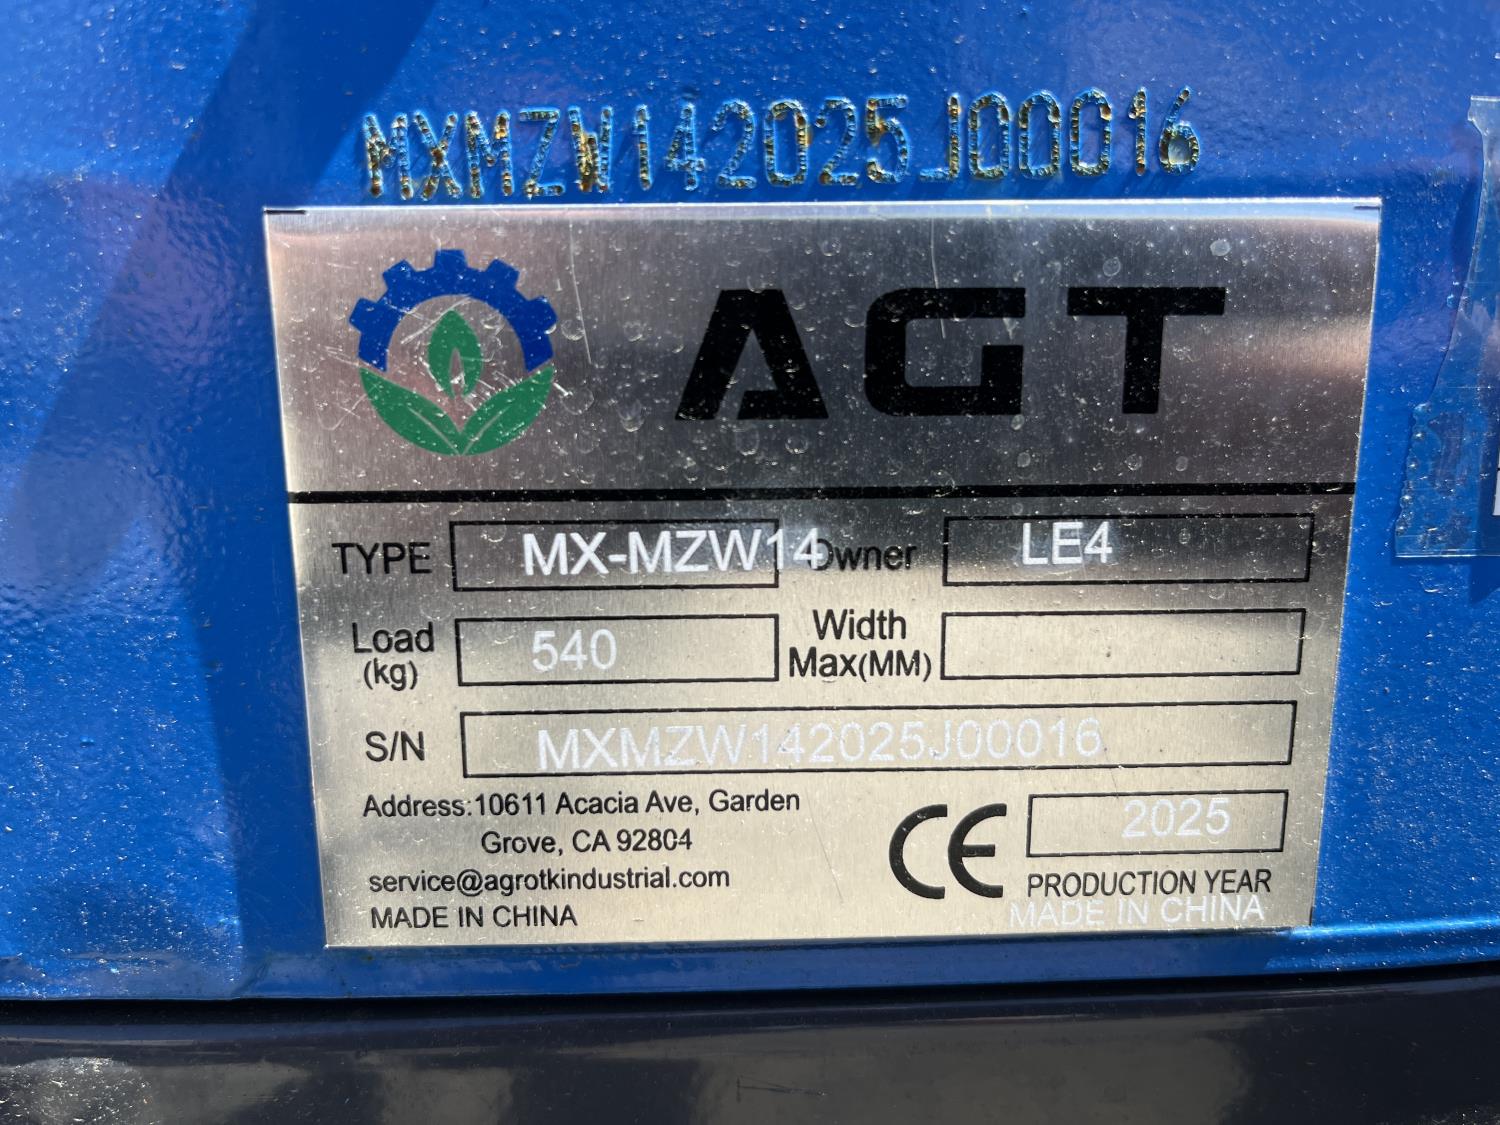 MXMZW142025J00016
AGT
TYPE MX-MZW14 Owner LE4
Load (kg) 540 Width Max(MM)
S/N MXMZW142025J00016
Address:10611 Acacia Ave, Garden
Grove, CA 92804
service@agrotkindustrial.com
MADE IN CHINA
CE 2025
PRODUCTION YEAR
MADE IN CHINA